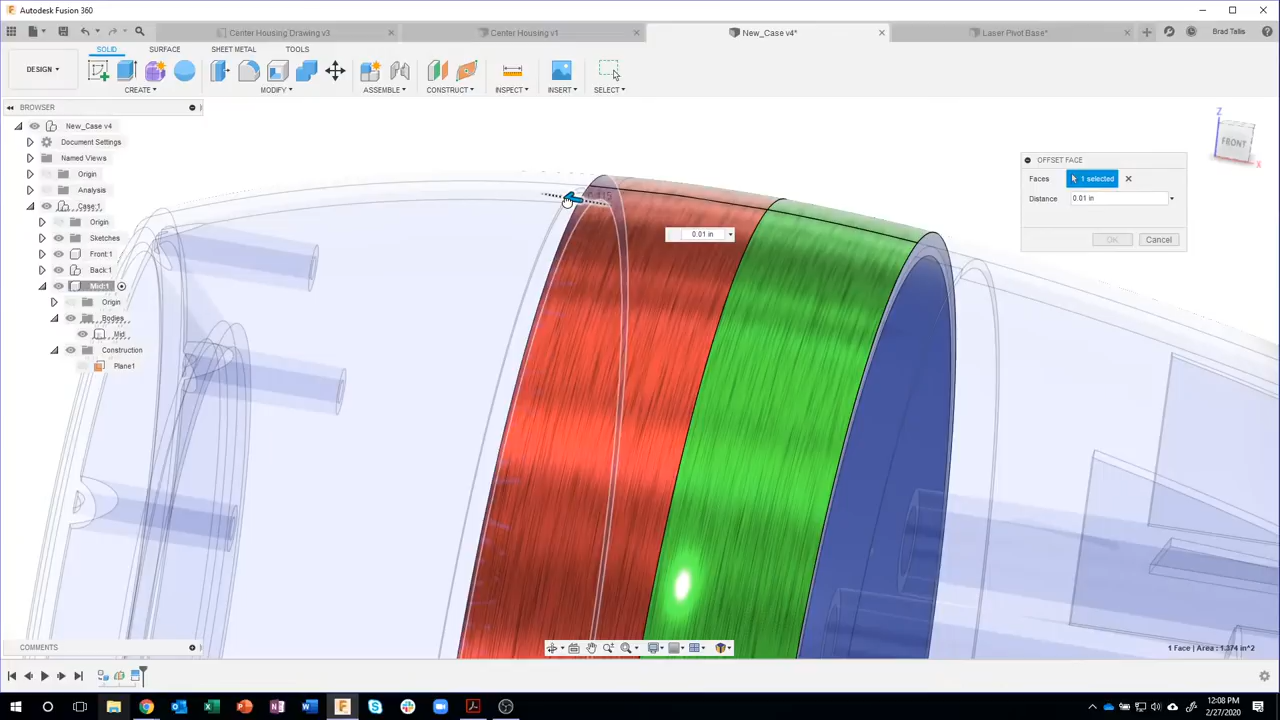 Autodesk Fusion 360
Center Housing Drawing v3
Center Housing v1
New_Case v4*
Laser Pivot Base*
Brad Tallis
SOLID
SURFACE
SHEET METAL
TOOLS
DESIGN
CREATE
MODIFY
ASSEMBLE
CONSTRUCT
INSPECT
INSERT
SELECT
BROWSER
New_Case v4
Document Settings
Named Views
Origin
Analysis
Case:1
Origin
Sketches
Front:1
Back:1
Mid:1
Origin
Bodies
Mid
Construction
Plane1
0.01 in
Z
FRONT
X
OFFSET FACE
Faces
1 selected
Distance
0.01 in
OK
Cancel
COMMENTS
1 Face | Area : 1.374 in^2
12:08 PM
2/27/2020